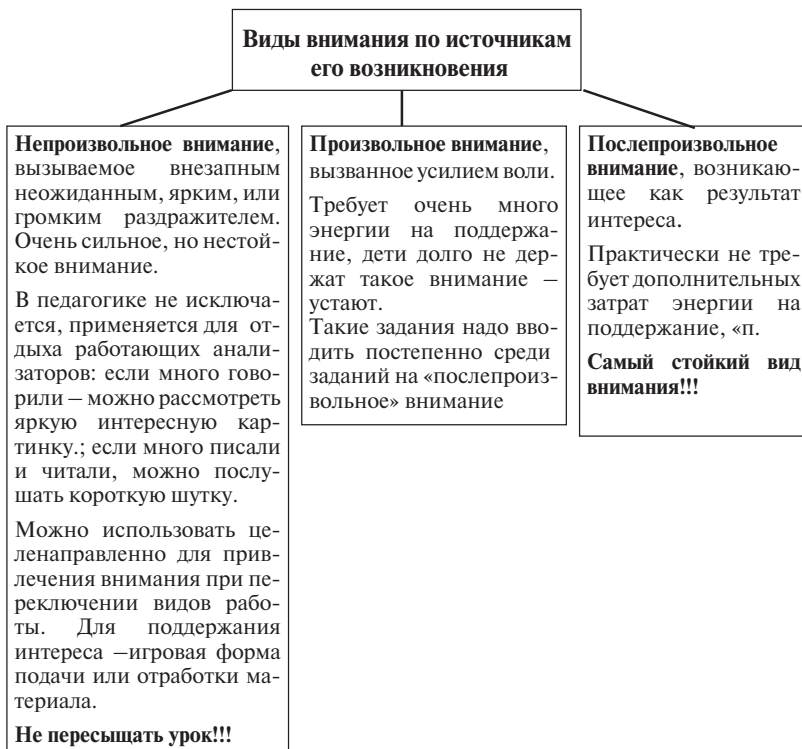 Виды внимания по источникам
его возникновения
Непроизвольное внимание,
вызываемое внезапным
неожиданным, ярким, или
громким раздражителем.
Очень сильное, но нестой-
кое внимание.
В педагогике не исключа-
ется, применяется для от-
дыха работающих анали-
заторов: если много гово-
рили – можно рассмотреть
яркую интересную кар-
тинку.; если много писали
и читали, можно послу-
шать короткую шутку.
Можно использовать це-
ленаправленно для прив-
лечения внимания при пе-
реключении видов рабо-
ты. Для поддержания
интереса –игровая форма
подачи или отработки ма-
териала.
Не пересыщать урок!!!
Произвольное внимание,
вызванное усилием воли.
Требует очень много
энергии на поддержа-
ние, дети долго не дер-
жат такое внимание –
устают.
Такие задания надо вво-
дить постепенно среди
заданий на «послепроиз-
вольное» внимание
Послепроизвольное
внимание, возникаю-
щее как результат
интереса.
Практически не тре-
бует дополнительных
затрат энергии на
поддержание, «п.
Самый стойкий вид
внимания!!!